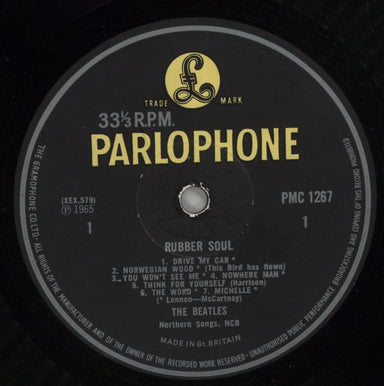 £
TRADE MARK
33⅓ R.P.M.
PARLOPHONE
(XEX.579)
Ⓟ 1965
PMC 1267
1
1
RUBBER SOUL
1. DRIVE MY CAR *
2. NORWEGIAN WOOD * (This Bird has flown)
3. YOU WON'T SEE ME * 4. NOWHERE MAN *
5. THINK FOR YOURSELF (Harrison)
6. THE WORD * 7. MICHELLE *
(* Lennon—McCartney)
THE BEATLES
Northern Songs, NCB
MADE IN GT. BRITAIN
THE GRAMOPHONE CO. LTD. ALL RIGHTS OF THE MANUFACTURER AND OF THE OWNER OF THE RECORDED WORK RESERVED · UNAUTHORISED PUBLIC PERFORMANCE BROADCASTING AND COPYING OF THIS RECORD PROHIBITED